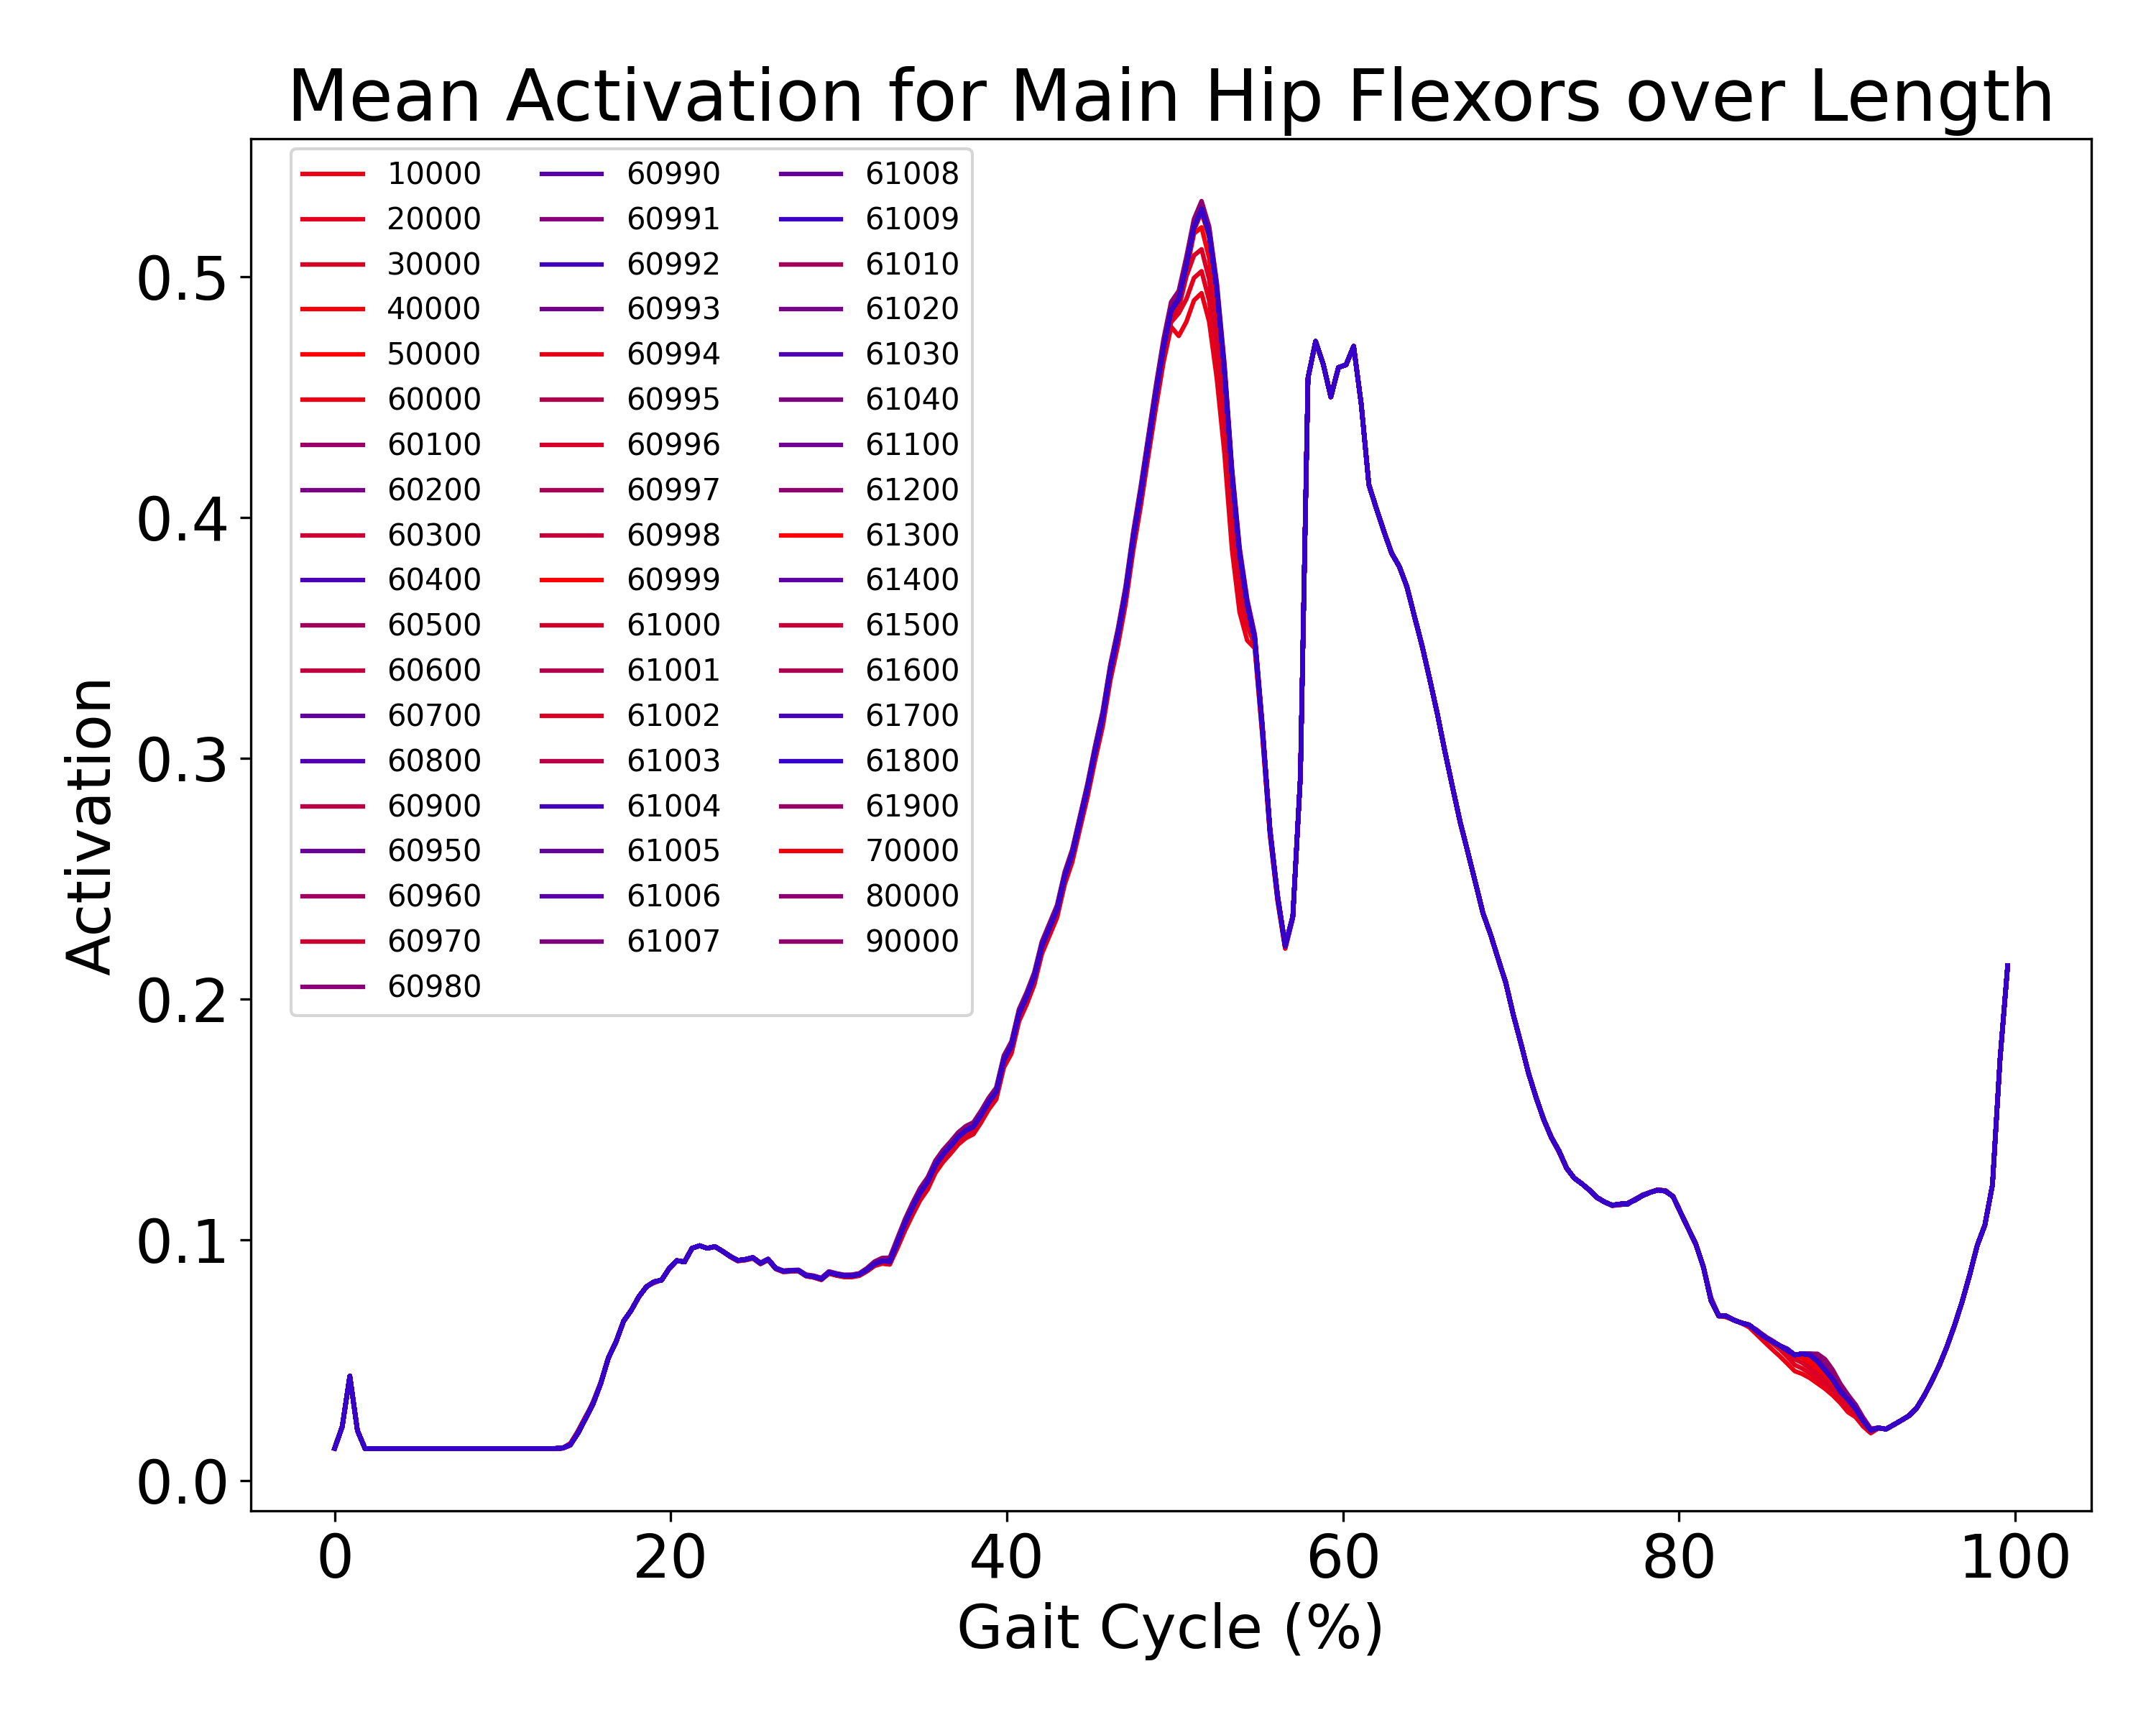 Mean Activation for Main Hip Flexors over Length
10000 60990 61008
20000 60991 61009
30000 60992 61010
40000 60993 61020
50000 60994 61030
60000 60995 61040
60100 60996 61100
60200 60997 61200
60300 60998 61300
60400 60999 61400
60500 61000 61500
60600 61001 61600
60700 61002 61700
60800 61003 61800
60900 61004 61900
60950 61005 70000
60960 61006 80000
60970 61007 90000
60980
Activation
0.5
0.4
0.3
0.2
0.1
0.0
0 20 40 60 80 100
Gait Cycle (%)